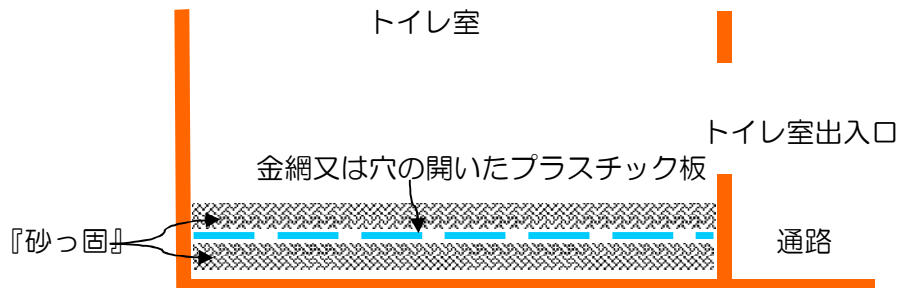 トイレ室
トイレ室出入口
金網又は穴の開いたプラスチック板
『砂っ固』
通路